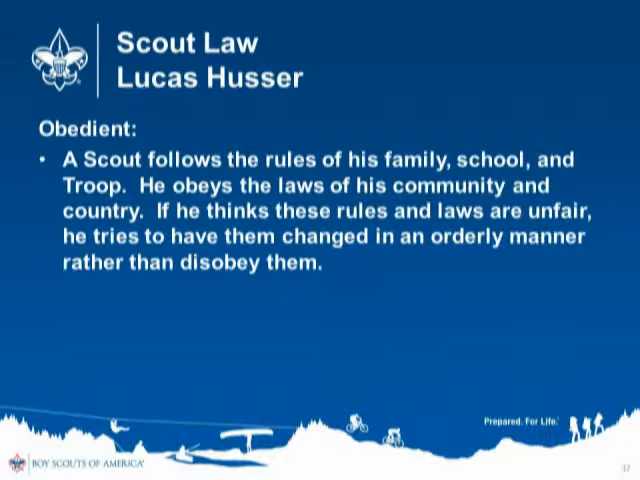 Scout Law
Lucas Husser
Obedient:
• A Scout follows the rules of his family, school, and
Troop. He obeys the laws of his community and
country. If he thinks these rules and laws are unfair,
he tries to have them changed in an orderly manner
rather than disobey them.
Prepared. For Life.
BOY SCOUTS OF AMERICA